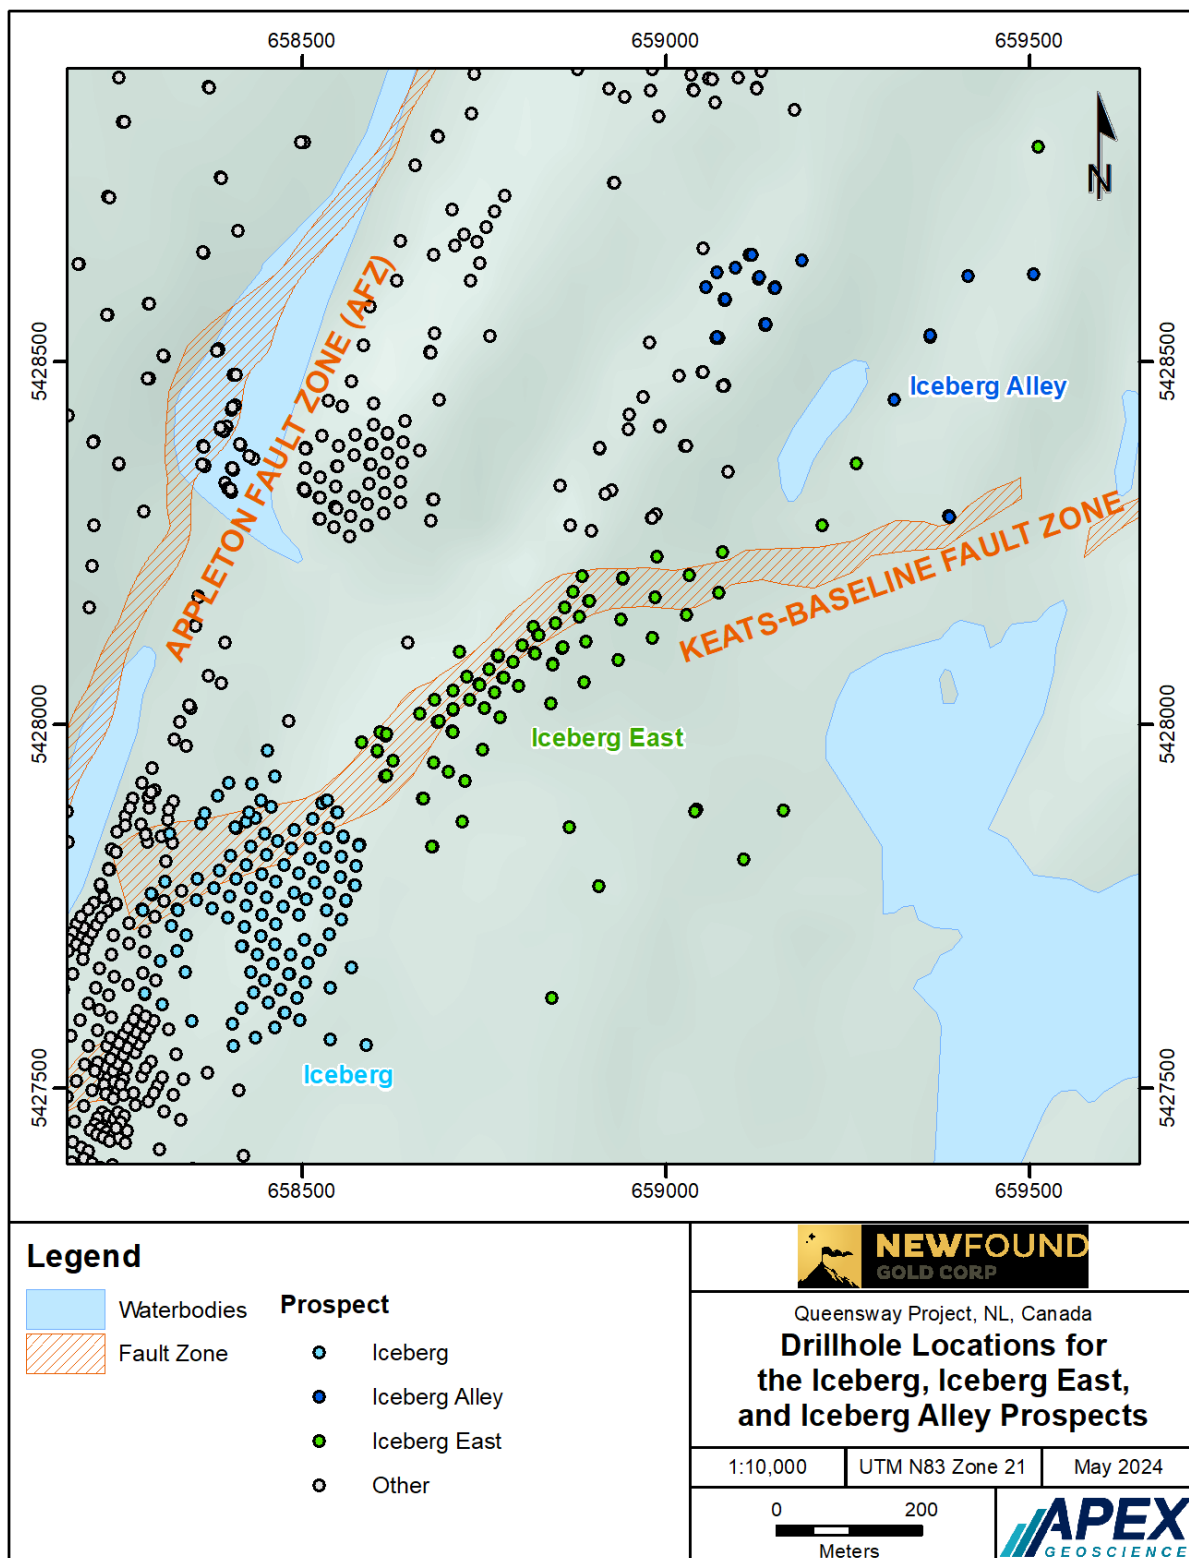 658500
659000
659500
N
5428500
5428500
APPLETON FAULT ZONE (AFZ)
Iceberg Alley
KEATS-BASELINE FAULT ZONE
5428000
5428000
Iceberg East
5427500
5427500
Iceberg
658500
659000
659500
Legend
Waterbodies
Fault Zone
Prospect
Iceberg
Iceberg Alley
Iceberg East
Other
NEWFOUND
GOLD CORP
Queensway Project, NL, Canada
Drillhole Locations for
the Iceberg, Iceberg East,
and Iceberg Alley Prospects
1:10,000
UTM N83 Zone 21
May 2024
0
200
Meters
APEX
GEOSCIENCE